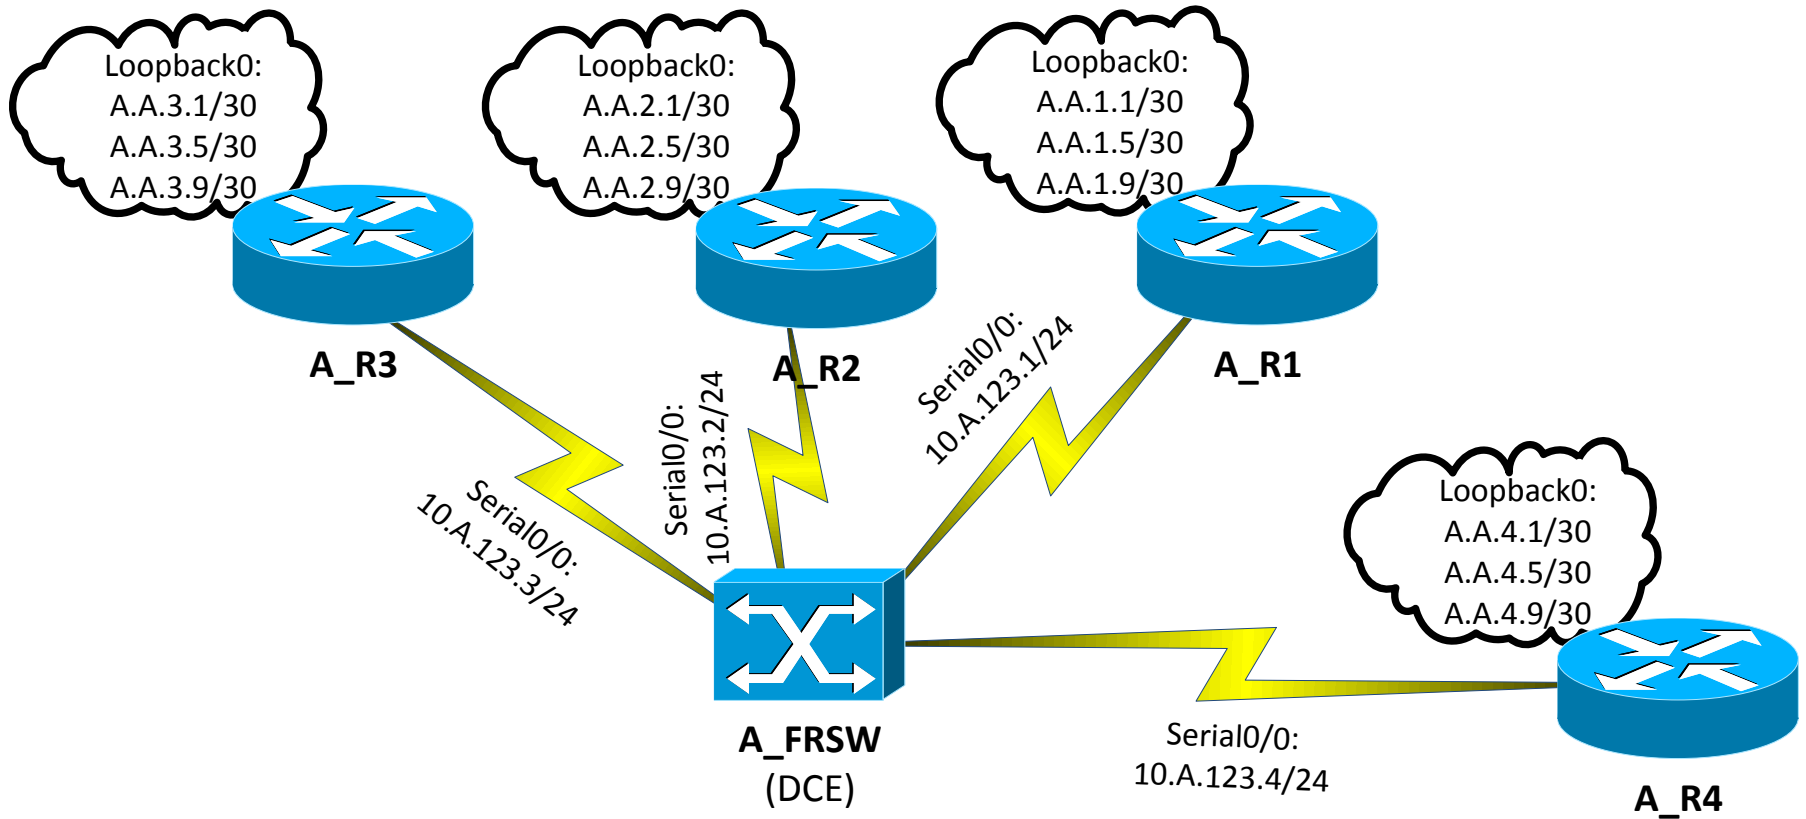 Loopback0:
A.A.3.1/30
A.A.3.5/30
A.A.3.9/30
Loopback0:
A.A.2.1/30
A.A.2.5/30
A.A.2.9/30
Loopback0:
A.A.1.1/30
A.A.1.5/30
A.A.1.9/30
A_R3
A_R2
A_R1
Serial0/0:
10.A.123.3/24
Serial0/0:
10.A.123.2/24
Serial0/0:
10.A.123.1/24
Loopback0:
A.A.4.1/30
A.A.4.5/30
A.A.4.9/30
A_FRSW
(DCE)
Serial0/0:
10.A.123.4/24
A_R4